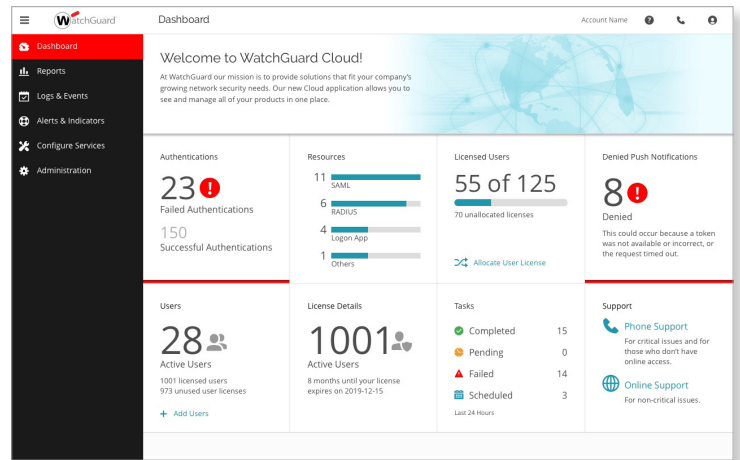 WatchGuard
Dashboard
Account Name
Dashboard
Reports
Logs & Events
Alerts & Indicators
Configure Services
Administration
Welcome to WatchGuard Cloud!
At WatchGuard our mission is to provide solutions that fit your company's
growing network security needs. Our new Cloud application allows you to
see and manage all of your products in one place.
Authentications
23
Failed Authentications
150
Successful Authentications
Resources
11
SAML
6
RADIUS
4
Logon App
1
Others
Licensed Users
55 of 125
70 unallocated licenses
Allocate User License
Denied Push Notifications
8
Denied
This could occur because a token
was not available or incorrect, or
the request timed out.
Users
28
Active Users
1001 licensed users
973 unused user licenses
+ Add Users
License Details
1001
Active Users
8 months until your license
expires on 2019-12-15
Tasks
Completed 15
Pending 0
Failed 14
Scheduled 3
Last 24 Hours
Support
Phone Support
For critical issues and for
those who don't have
online access.
Online Support
For non-critical issues.